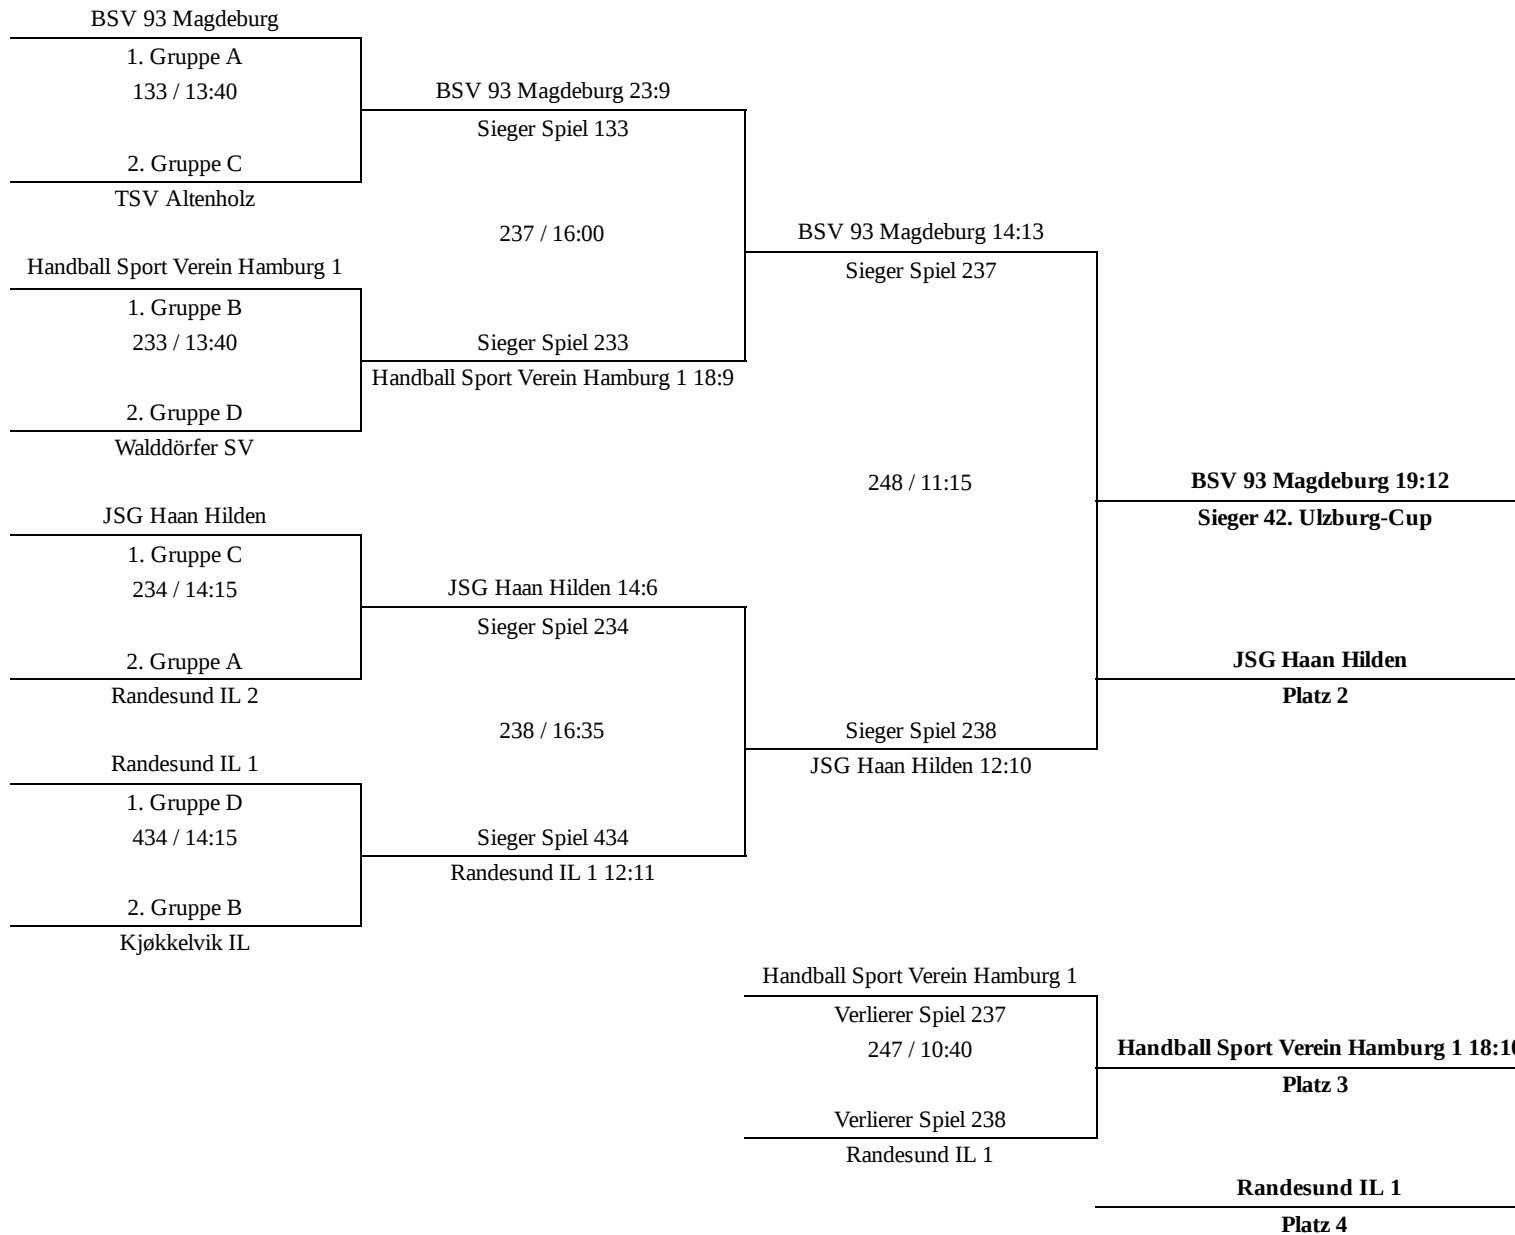 BSV 93 Magdeburg
1. Gruppe A
133 / 13:40
2. Gruppe C
TSV Altenholz
Handball Sport Verein Hamburg 1
1. Gruppe B
233 / 13:40
2. Gruppe D
Walddörfer SV
JSG Haan Hilden
1. Gruppe C
234 / 14:15
2. Gruppe A
Randesund IL 2
Randesund IL 1
1. Gruppe D
434 / 14:15
2. Gruppe B
Kjøkkelvik IL
BSV 93 Magdeburg 23:9
Sieger Spiel 133
237 / 16:00
Sieger Spiel 233
Handball Sport Verein Hamburg 1 18:9
JSG Haan Hilden 14:6
Sieger Spiel 234
238 / 16:35
Sieger Spiel 434
Randesund IL 1 12:11
BSV 93 Magdeburg 14:13
Sieger Spiel 237
248 / 11:15
Sieger Spiel 238
JSG Haan Hilden 12:10
BSV 93 Magdeburg 19:12
Sieger 42. Ulzburg-Cup
JSG Haan Hilden
Platz 2
Handball Sport Verein Hamburg 1
Verlierer Spiel 237
247 / 10:40
Verlierer Spiel 238
Randesund IL 1
Handball Sport Verein Hamburg 1
Platz 3
Randesund IL 1
Platz 4